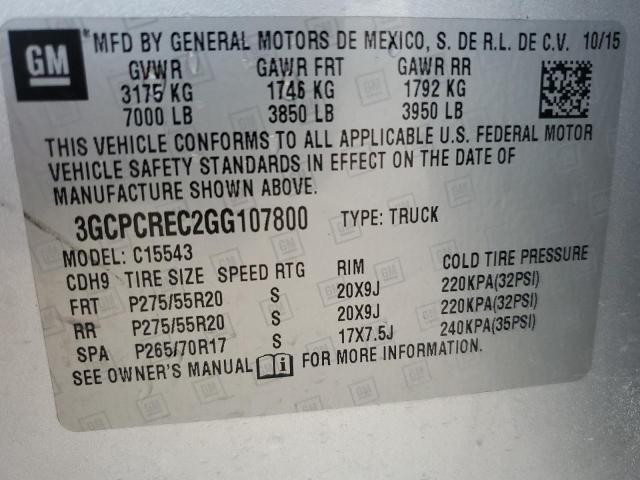 GM MFD BY GENERAL MOTORS DE MEXICO, S. DE R.L. DE C.V. 10/15
GVWR GAWR FRT GAWR RR
3175 KG 1746 KG 1792 KG
7000 LB 3850 LB 3950 LB
THIS VEHICLE CONFORMS TO ALL APPLICABLE U.S. FEDERAL MOTOR
VEHICLE SAFETY STANDARDS IN EFFECT ON THE DATE OF
MANUFACTURE SHOWN ABOVE.
3GCPCREC2GG107800 TYPE: TRUCK
MODEL: C15543
CDH9 TIRE SIZE SPEED RTG RIM COLD TIRE PRESSURE
FRT P275/55R20 S 20X9J 220KPA(32PSI)
RR P275/55R20 S 20X9J 220KPA(32PSI)
SPA P265/70R17 S 17X7.5J 240KPA(35PSI)
SEE OWNER'S MANUAL i FOR MORE INFORMATION.